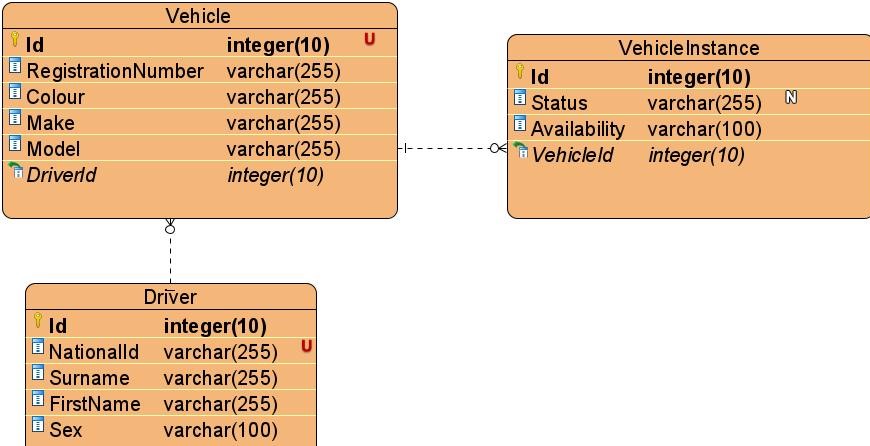 Vehicle
Id integer(10) U
RegistrationNumber varchar(255)
Colour varchar(255)
Make varchar(255)
Model varchar(255)
DriverId integer(10)
VehicleInstance
Id integer(10)
Status varchar(255) N
Availability varchar(100)
VehicleId integer(10)
Driver
Id integer(10)
NationalId varchar(255) U
Surname varchar(255)
FirstName varchar(255)
Sex varchar(100)